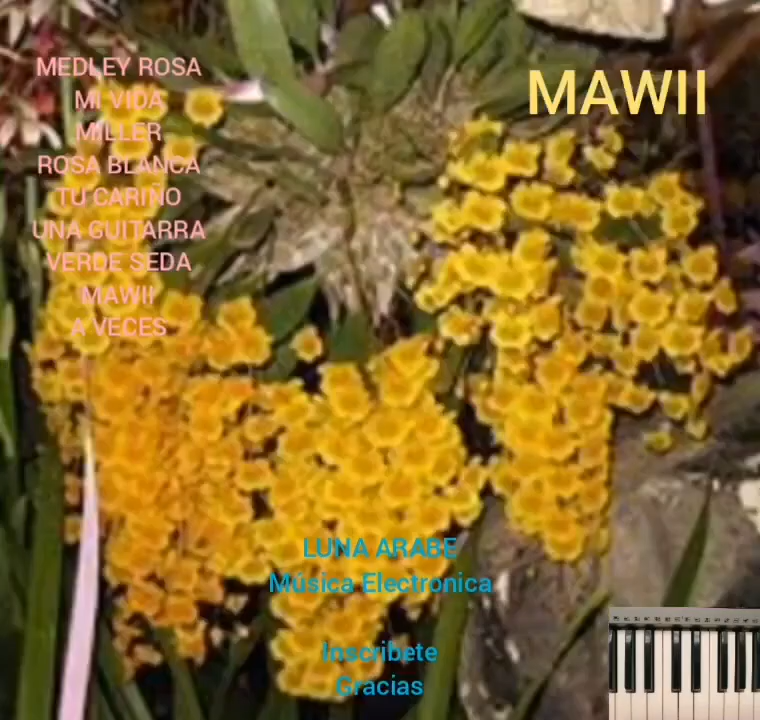 MEDLEY ROSA
MI VIDA
MILLER
ROSA BLANCA
TU CARIÑO
UNA GUITARRA
VERDE SEDA
MAWII
A VECES
MAWII
LUNA ARABE
Música Electronica
Inscribete
Gracias